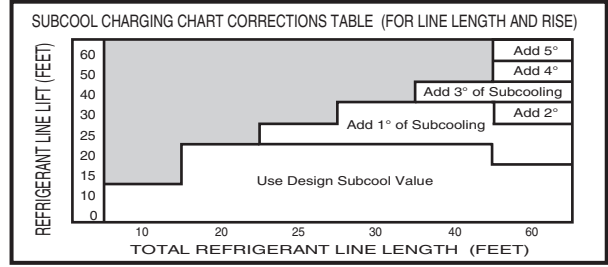 SUBCOOL CHARGING CHART CORRECTIONS TABLE (FOR LINE LENGTH AND RISE)
REFRIGERANT LINE LIFT (FEET)
60
50
40
30
25
20
15
10
0
Add 5°
Add 4°
Add 3° of Subcooling
Add 2°
Add 1° of Subcooling
Use Design Subcool Value
10 20 25 30 40 60
TOTAL REFRIGERANT LINE LENGTH (FEET)